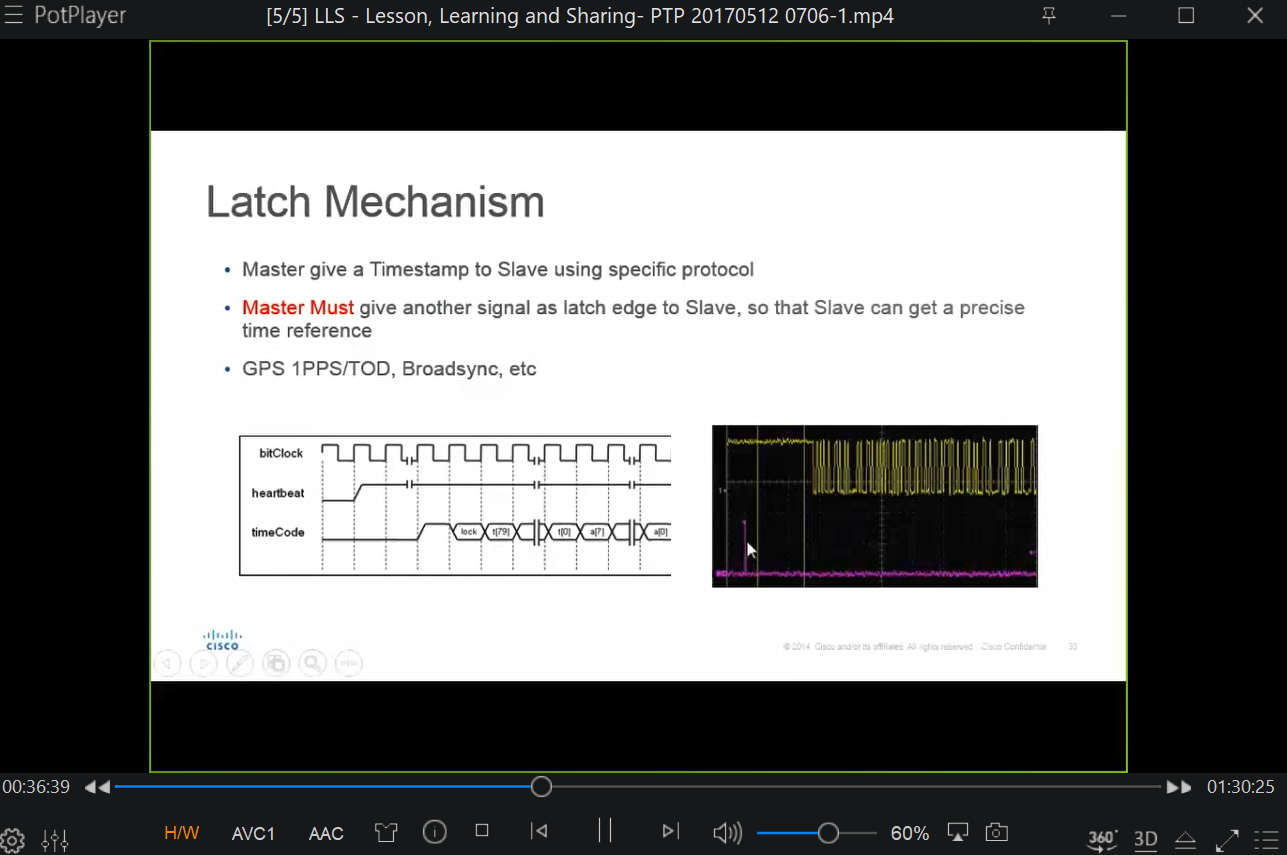 PotPlayer
[5/5] LLS - Lesson, Learning and Sharing- PTP 20170512 0706-1.mp4
Latch Mechanism
• Master give a Timestamp to Slave using specific protocol
• Master Must give another signal as latch edge to Slave, so that Slave can get a precise
time reference
• GPS 1PPS/TOD, Broadsync, etc
bitClock
heartbeat
timeCode
lock t[79] t[0] a[7] a[0]
CISCO
© 2014 Cisco and/or its affiliates. All rights reserved. Cisco Confidential 33
00:36:39
01:30:25
H/W AVC1 AAC 60% 360° 3D